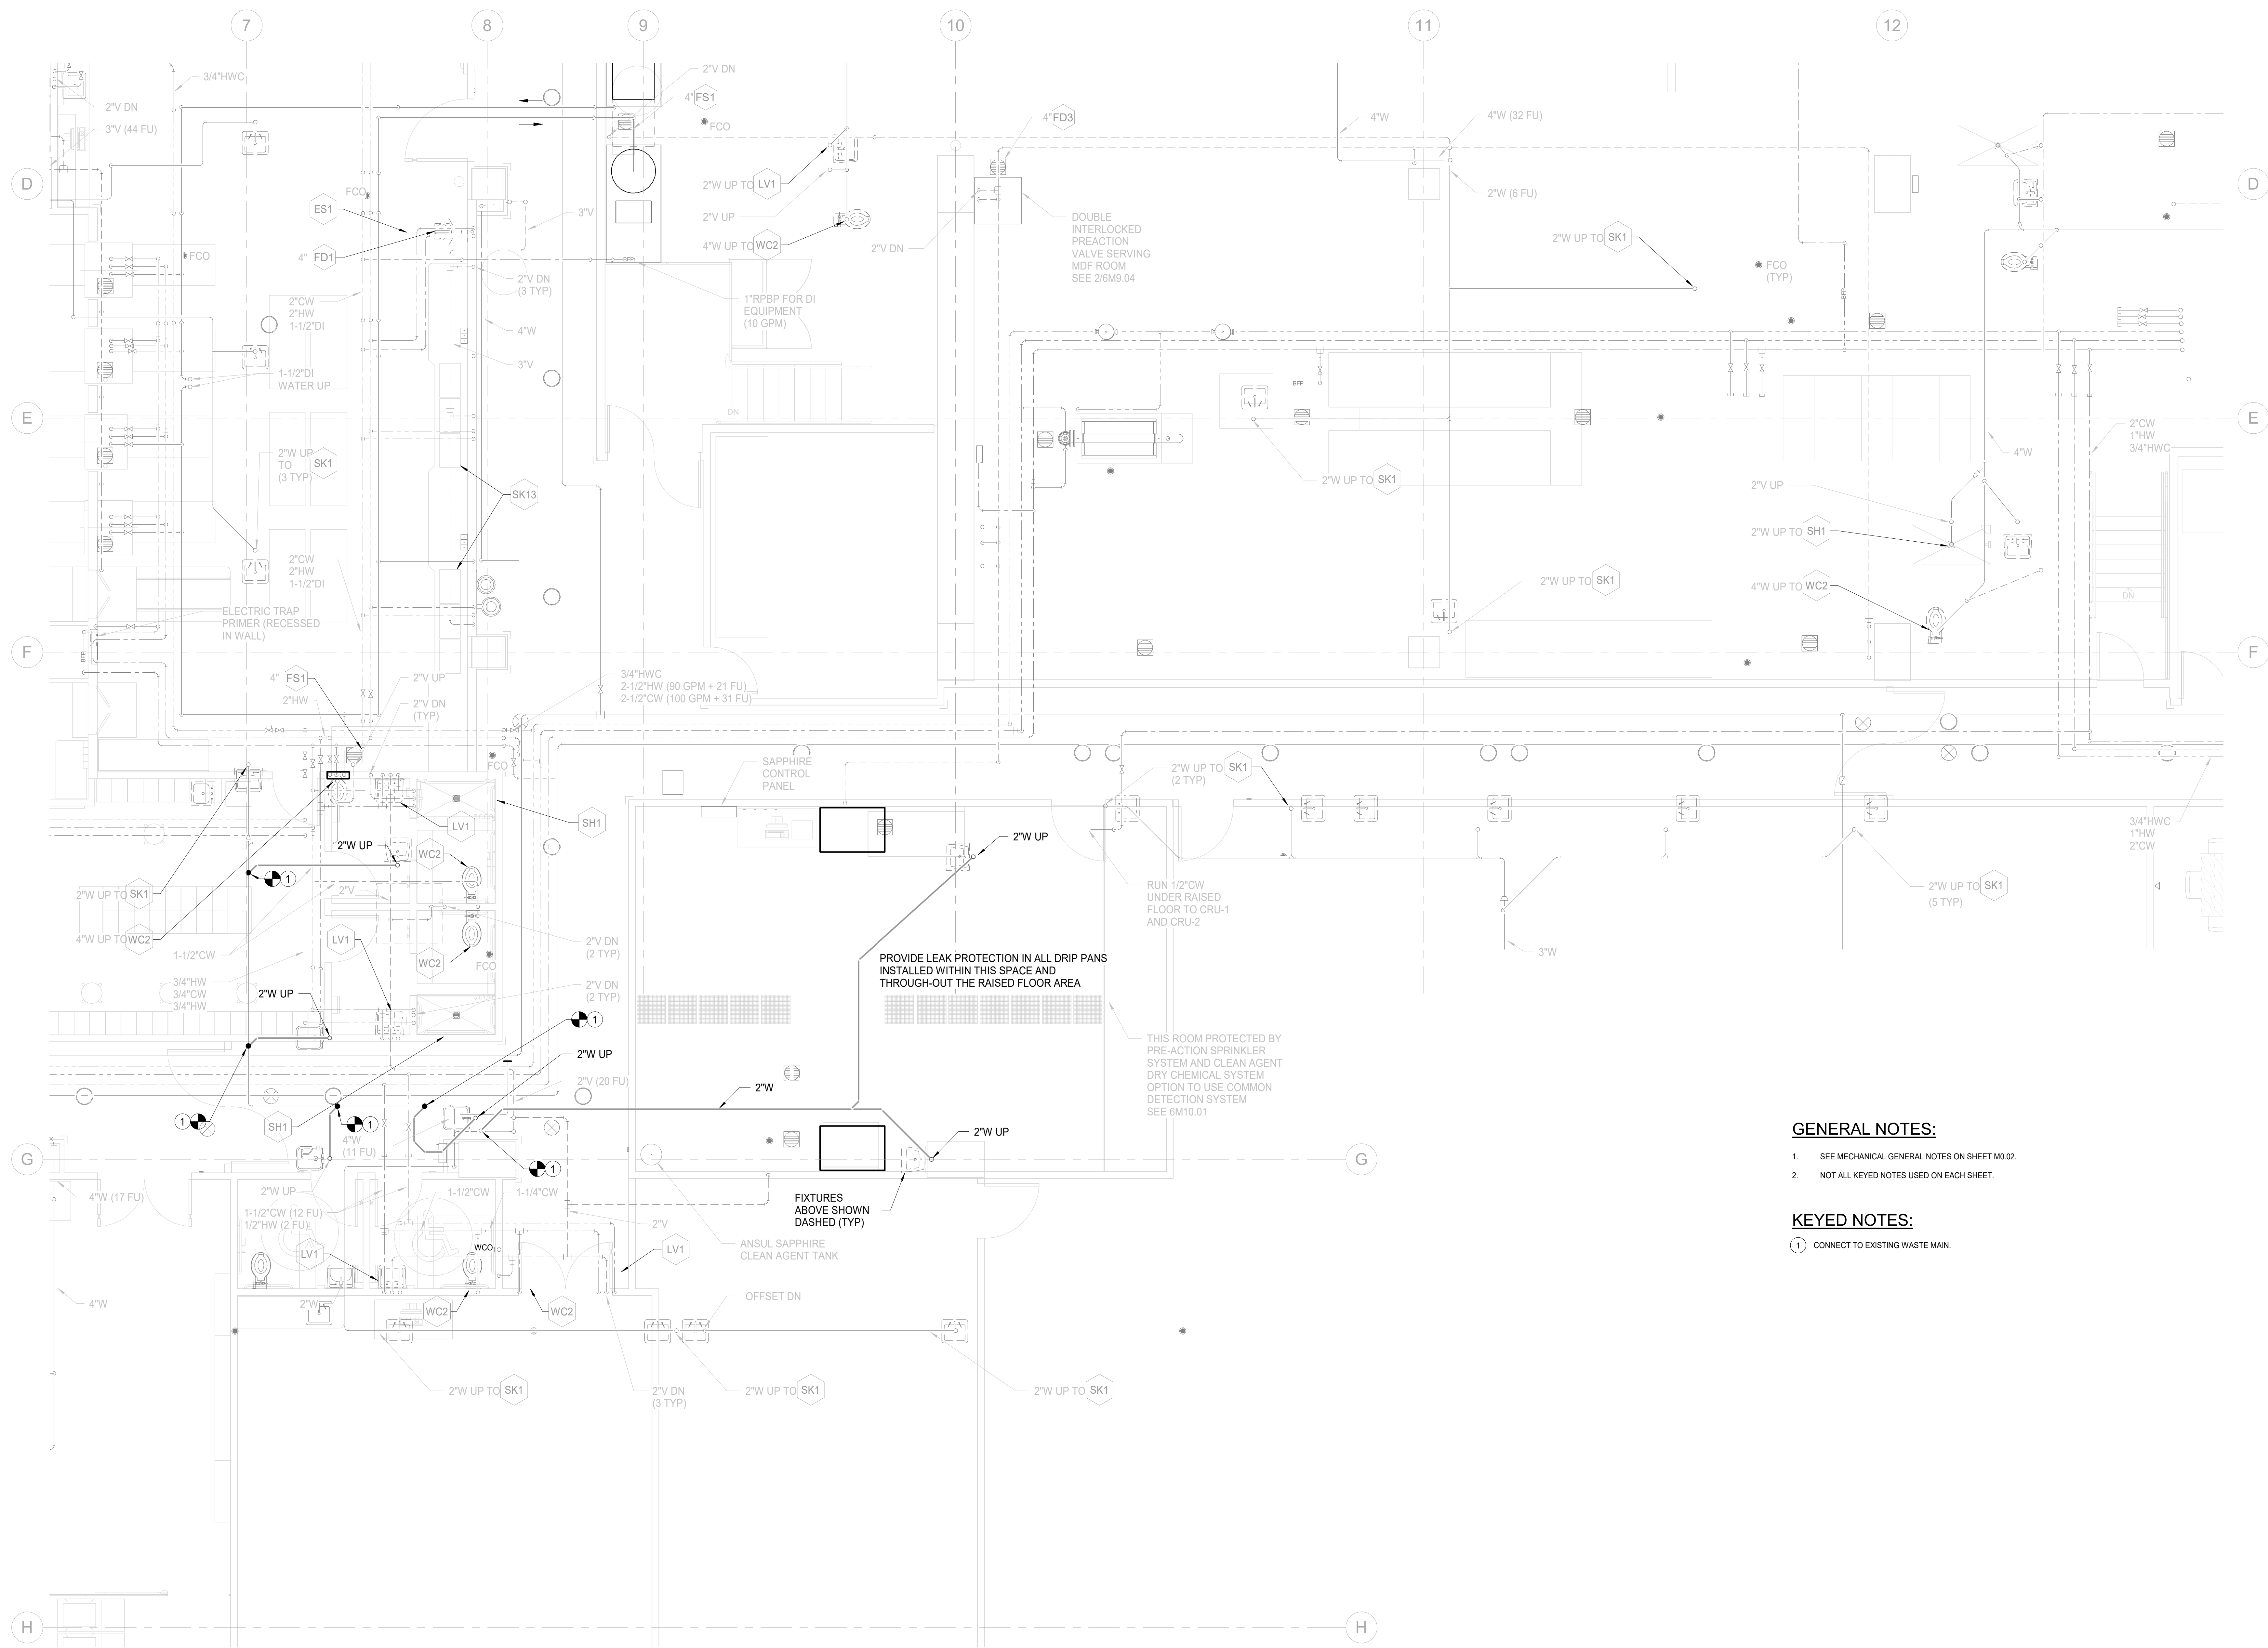 7
8
9
10
11
12
3/4"HWC
2"V DN
3"V (44 FU)
2"V DN
4" FS1
FCO
4" FD3
4"W
4"W (32 FU)
D
D
FCO
ES1
3"V
2"W UP TO LV1
2"V UP
4"W UP TO WC2
2"V DN
DOUBLE
INTERLOCKED
PREACTION
VALVE SERVING
MDF ROOM
SEE 2/6M9.04
2"W (6 FU)
2"W UP TO SK1
FCO
4" FD1
BFP
FCO
(TYP)
BFP
2"V DN
(3 TYP)
1"RPBP FOR DI
EQUIPMENT
(10 GPM)
2"CW
2"HW
1-1/2"DI
4"W
3"V
1-1/2"DI
WATER UP
BFP
DN
E
E
2"CW
1"HW
3/4"HWC
4"W
2"W UP
TO SK1
(3 TYP)
SK13
2"W UP TO SK1
2"V UP
2"W UP TO SH1
2"CW
2"HW
1-1/2"DI
2"W UP TO SK1
4"W UP TO WC2
DN
ELECTRIC TRAP
PRIMER (RECESSED
IN WALL)
BFP
F
F
4" FS1
2"HW
2"V UP
2"V DN
(TYP)
3/4"HWC
2-1/2"HW (90 GPM + 21 FU)
2-1/2"CW (100 GPM + 31 FU)
FCO
SAPPHIRE
CONTROL
PANEL
2"W UP TO SK1
(2 TYP)
LV1
SH1
3/4"HWC
1"HW
2"CW
2"W UP
WC2
2"W UP
1
2"W UP TO SK1
2"V
RUN 1/2"CW
UNDER RAISED
FLOOR TO CRU-1
AND CRU-2
2"W UP TO SK1
(5 TYP)
4"W UP TO WC2
LV1
1-1/2"CW
WC2
FCO
2"V DN
(2 TYP)
3"W
PROVIDE LEAK PROTECTION IN ALL DRIP PANS
INSTALLED WITHIN THIS SPACE AND
THROUGH-OUT THE RAISED FLOOR AREA
3/4"HW
3/4"CW
3/4"HW
2"W UP
2"V DN
(2 TYP)
1
2"W UP
THIS ROOM PROTECTED BY
PRE-ACTION SPRINKLER
SYSTEM AND CLEAN AGENT
DRY CHEMICAL SYSTEM
OPTION TO USE COMMON
DETECTION SYSTEM
SEE 6M10.01
2"V (20 FU)
2"W
1
SH1
1
4"W
(11 FU)
2"W UP
GENERAL NOTES:
1. SEE MECHANICAL GENERAL NOTES ON SHEET M0.02.
2. NOT ALL KEYED NOTES USED ON EACH SHEET.
G
G
1
4"W (17 FU)
2"W UP
1-1/2"CW
1-1/4"CW
FIXTURES
ABOVE SHOWN
DASHED (TYP)
1-1/2"CW (12 FU)
1/2"HW (2 FU)
2"V
KEYED NOTES:
1 CONNECT TO EXISTING WASTE MAIN.
LV1
WCO
LV1
ANSUL SAPPHIRE
CLEAN AGENT TANK
4"W
2"W
WC2
WC2
OFFSET DN
2"W UP TO SK1
2"V DN
(3 TYP)
2"W UP TO SK1
2"W UP TO SK1
H
H